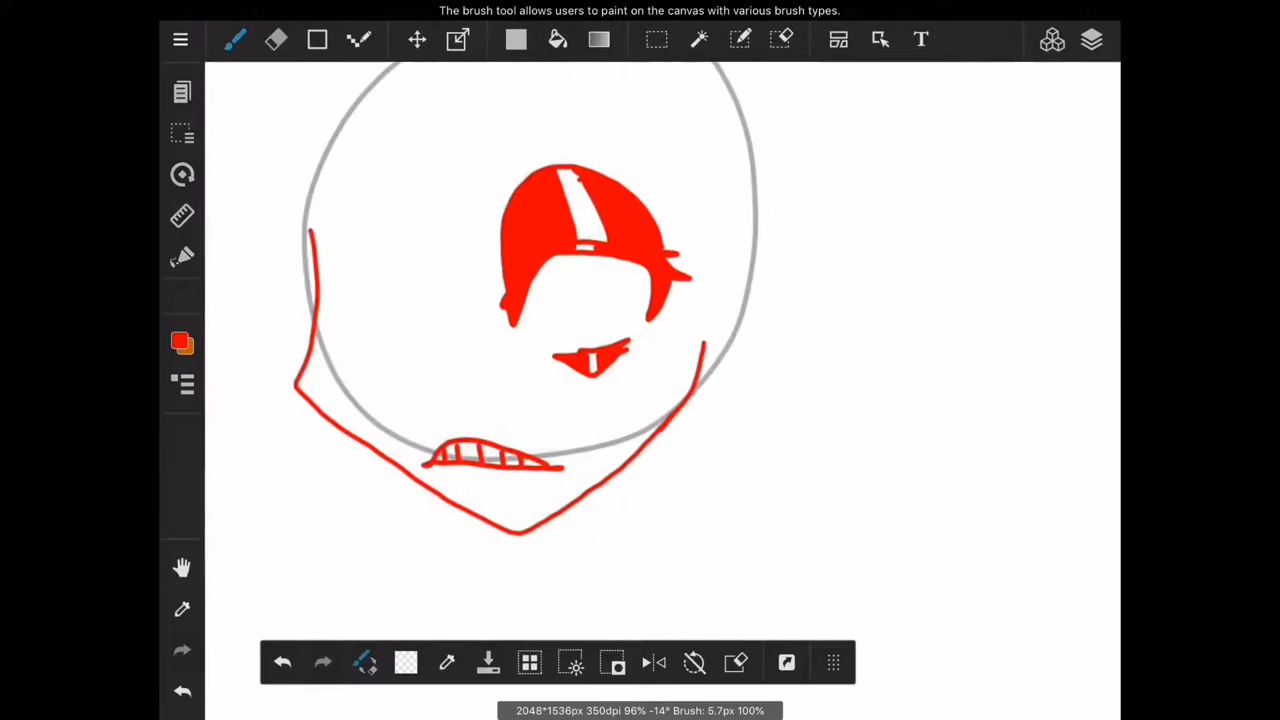 The brush tool allows users to paint on the canvas with various brush types.
T
2048*1536px 350dpi 96% -14° Brush: 5.7px 100%